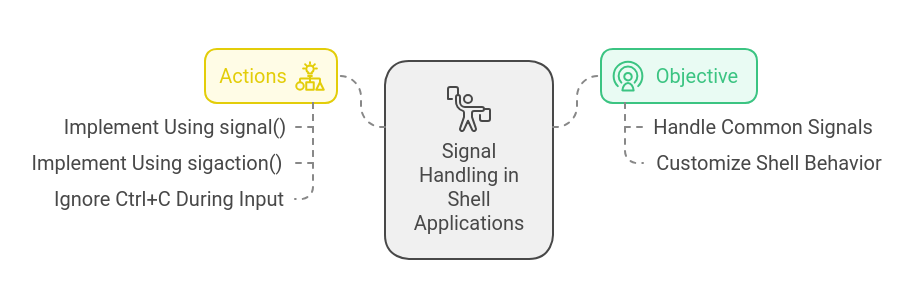 Actions
Implement Using signal()
Implement Using sigaction()
Ignore Ctrl+C During Input
Signal
Handling in
Shell
Applications
Objective
Handle Common Signals
Customize Shell Behavior